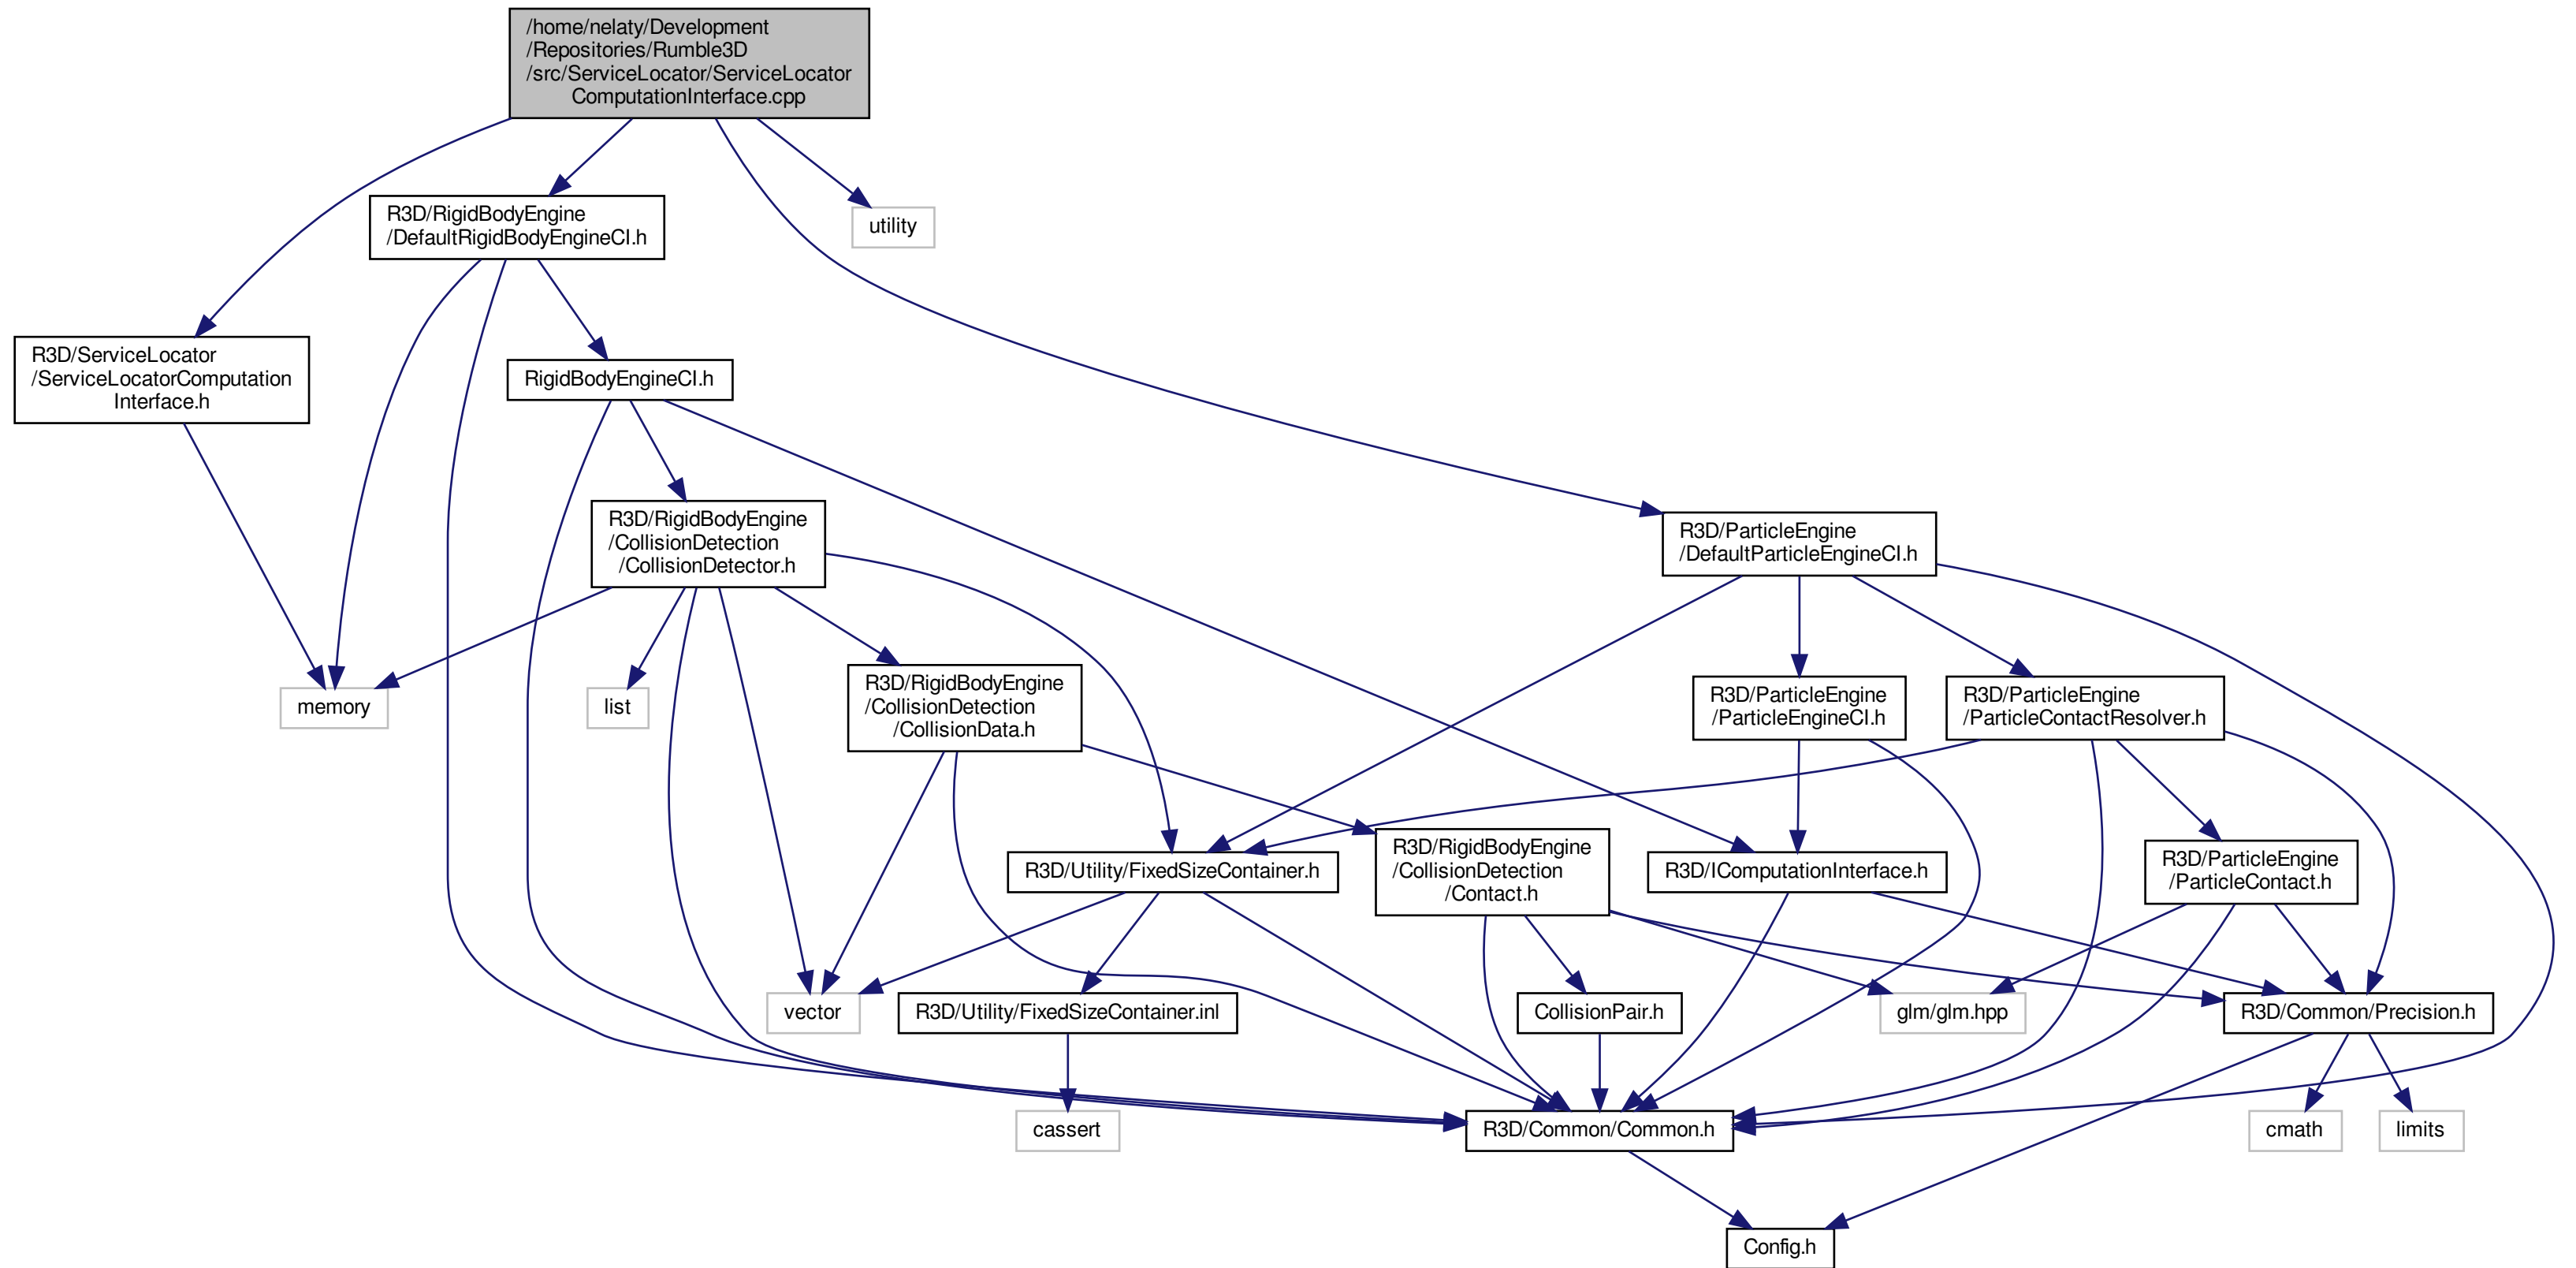 /home/nelaty/Development
/Repositories/Rumble3D
/src/ServiceLocator/ServiceLocator
ComputationInterface.cpp
R3D/RigidBodyEngine
/DefaultRigidBodyEngineCI.h
utility
R3D/ServiceLocator
/ServiceLocatorComputation
Interface.h
RigidBodyEngineCI.h
R3D/RigidBodyEngine
/CollisionDetection
/CollisionDetector.h
R3D/ParticleEngine
/DefaultParticleEngineCI.h
memory
list
R3D/RigidBodyEngine
/CollisionDetection
/CollisionData.h
R3D/ParticleEngine
/ParticleEngineCI.h
R3D/ParticleEngine
/ParticleContactResolver.h
R3D/Utility/FixedSizeContainer.h
R3D/RigidBodyEngine
/CollisionDetection
/Contact.h
R3D/IComputationInterface.h
R3D/ParticleEngine
/ParticleContact.h
vector
R3D/Utility/FixedSizeContainer.inl
CollisionPair.h
glm/glm.hpp
R3D/Common/Precision.h
cassert
R3D/Common/Common.h
cmath
limits
Config.h